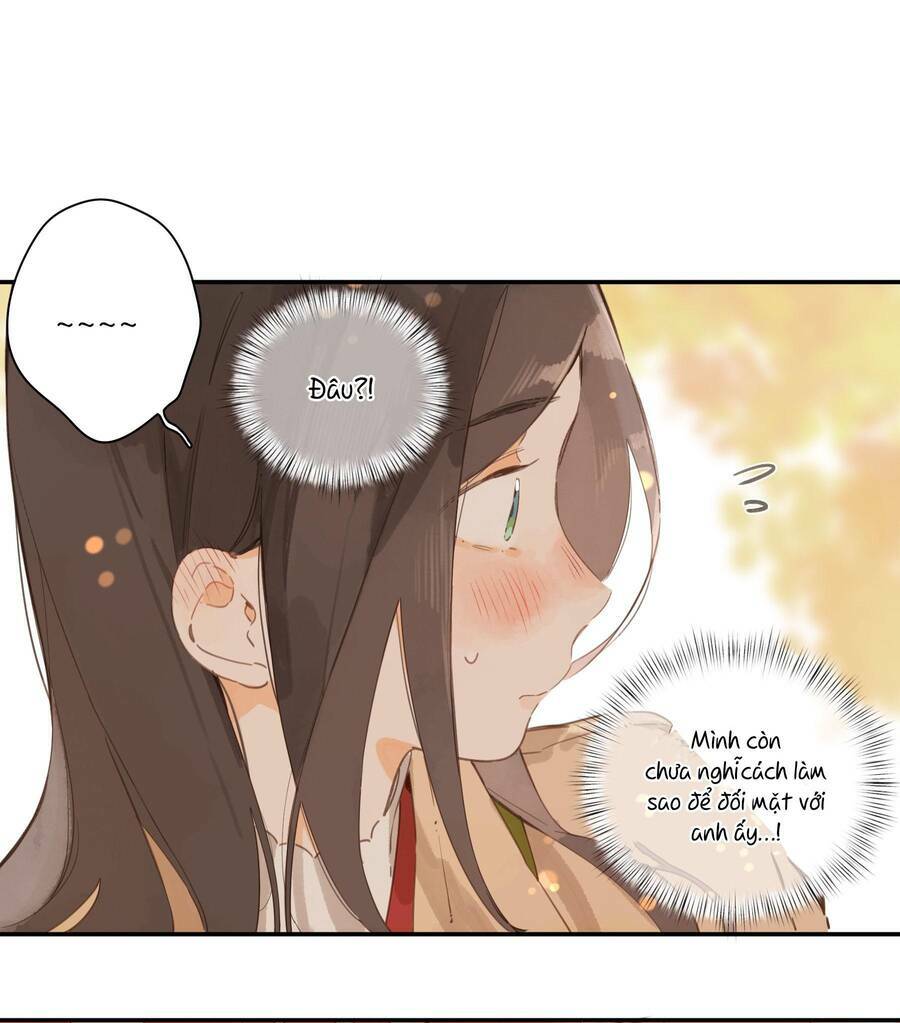 ~~~~
Đâu?!
Mình còn
chưa nghĩ cách làm
sao để đối mặt với
anh ấy...!